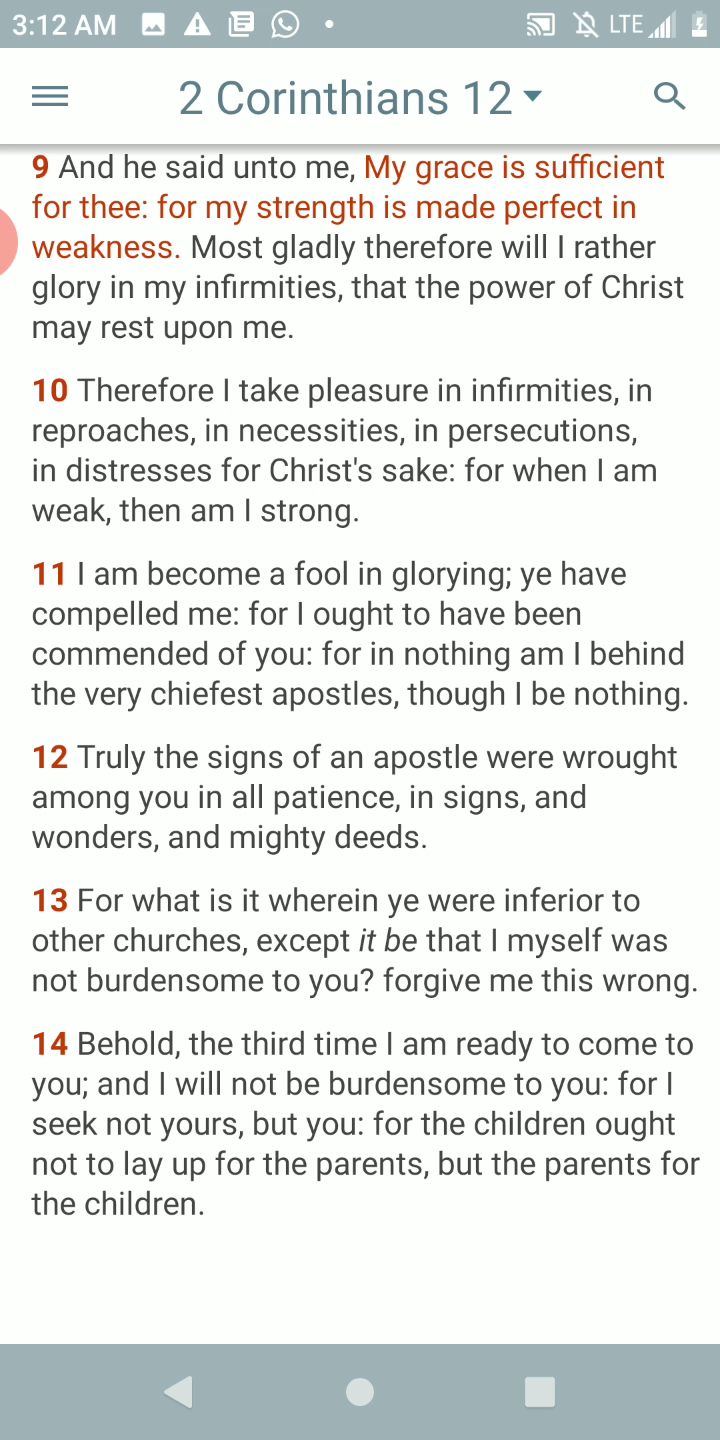 3:12 AM LTE
2 Corinthians 12
9 And he said unto me, My grace is sufficient
for thee: for my strength is made perfect in
weakness. Most gladly therefore will I rather
glory in my infirmities, that the power of Christ
may rest upon me.
10 Therefore I take pleasure in infirmities, in
reproaches, in necessities, in persecutions,
in distresses for Christ's sake: for when I am
weak, then am I strong.
11 I am become a fool in glorying; ye have
compelled me: for I ought to have been
commended of you: for in nothing am I behind
the very chiefest apostles, though I be nothing.
12 Truly the signs of an apostle were wrought
among you in all patience, in signs, and
wonders, and mighty deeds.
13 For what is it wherein ye were inferior to
other churches, except it be that I myself was
not burdensome to you? forgive me this wrong.
14 Behold, the third time I am ready to come to
you; and I will not be burdensome to you: for I
seek not yours, but you: for the children ought
not to lay up for the parents, but the parents for
the children.